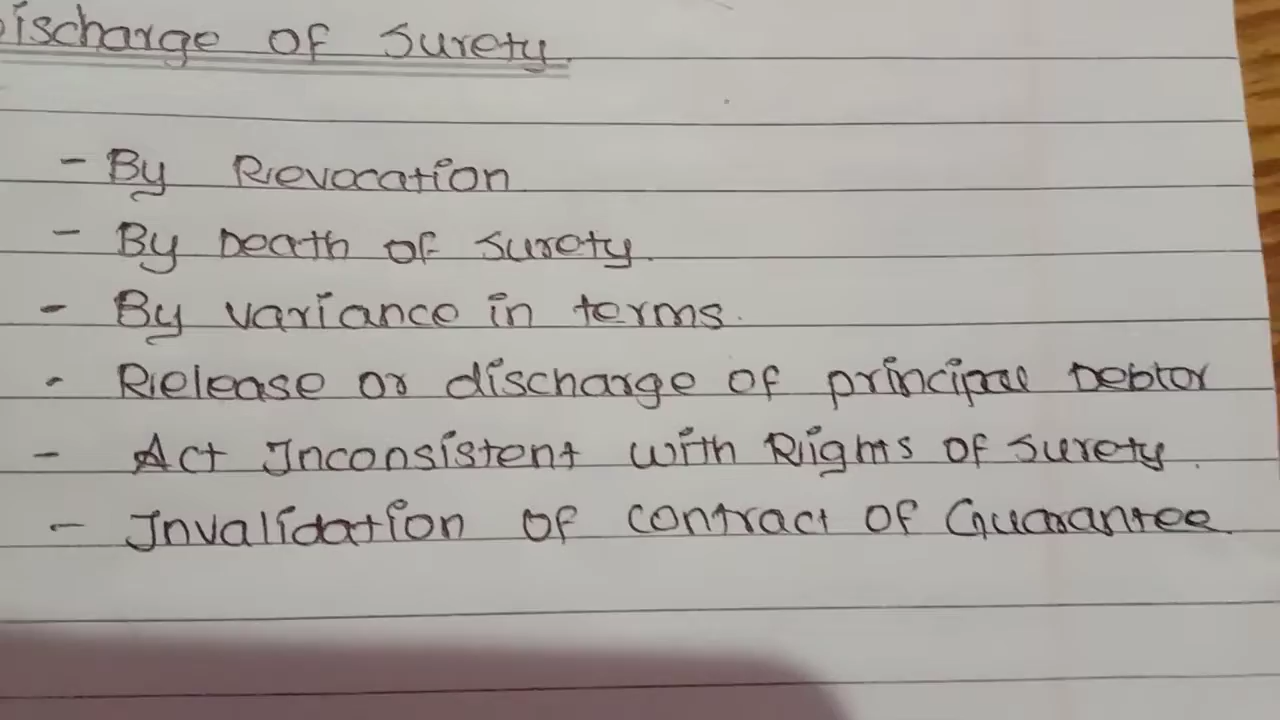 ischarge of Surety.
- By Revocation
- By Death of Surety.
- By variance in terms.
- Release or discharge of principal Debtor
- Act Inconsistent with Rights of Surety.
- Invalidation of contract of Guarantee.